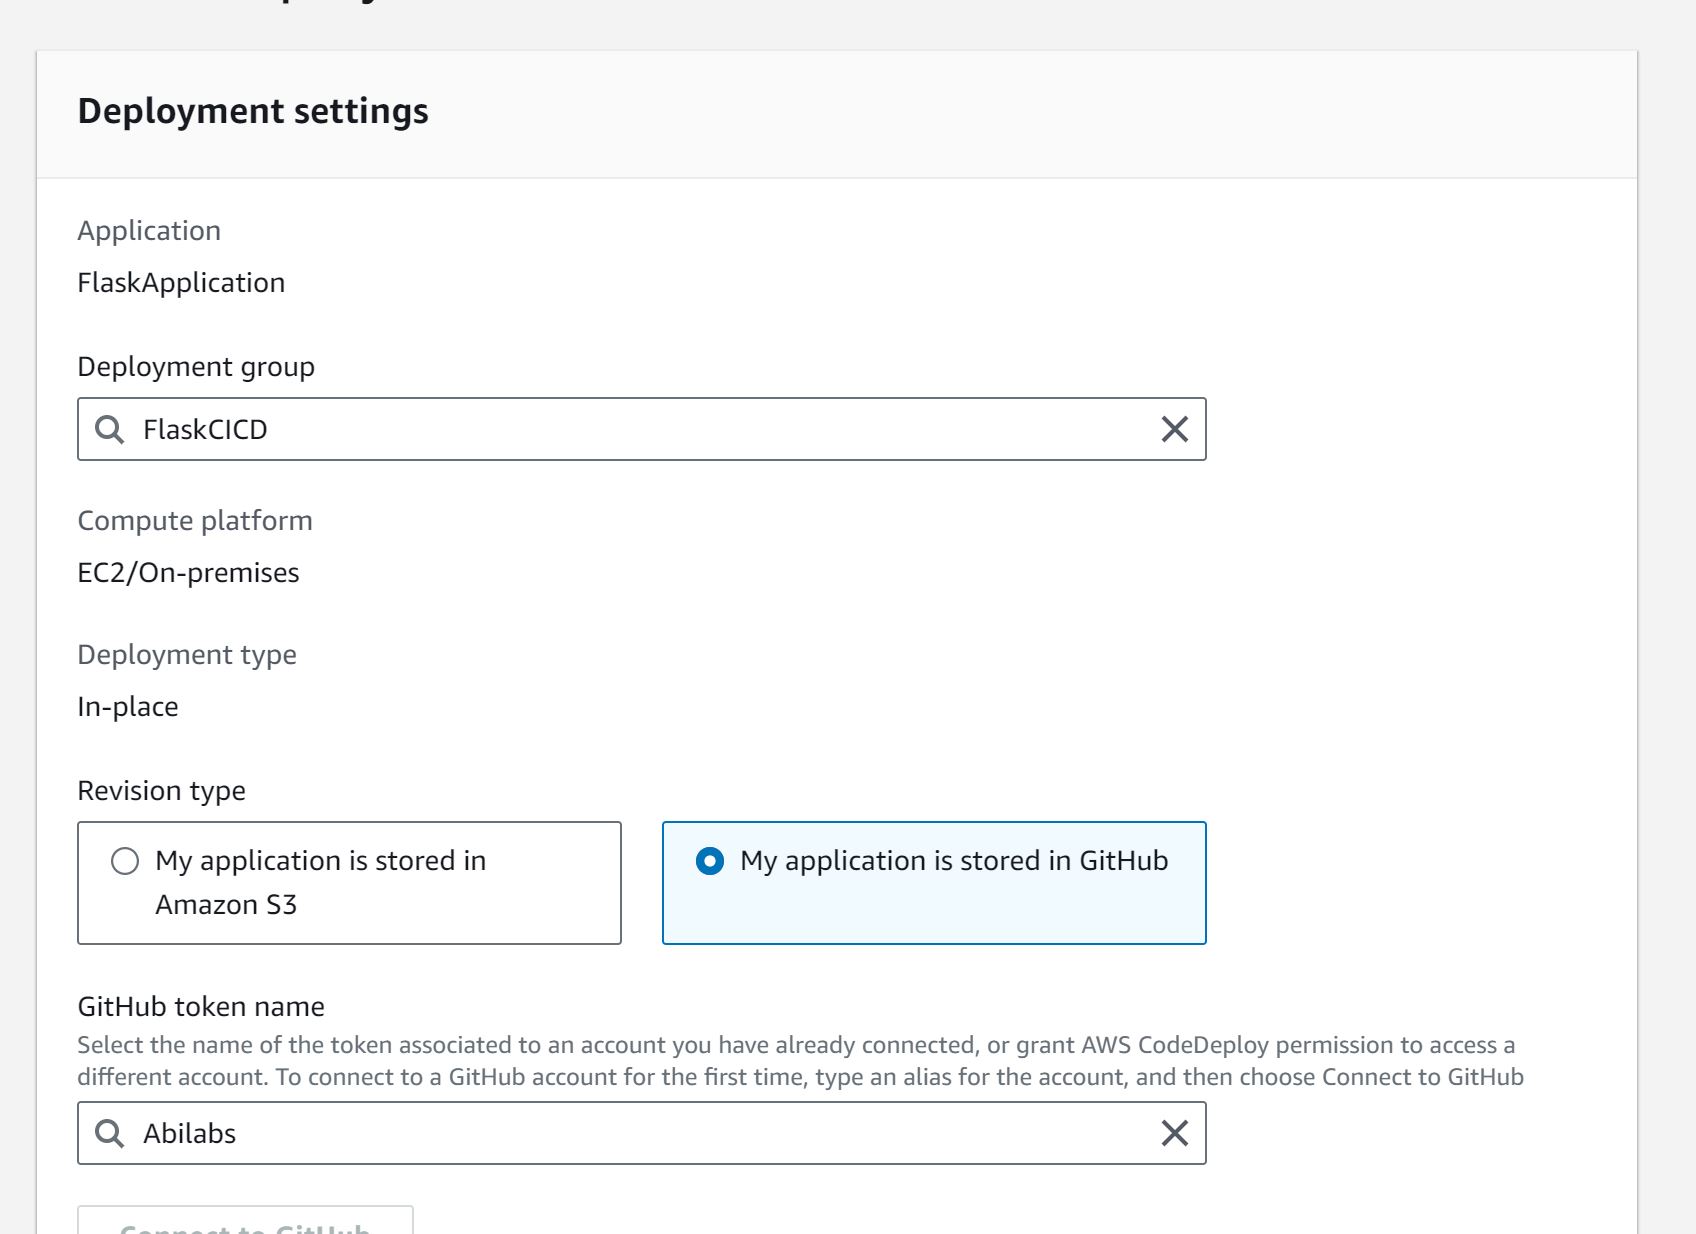 Deployment settings
Application
FlaskApplication
Deployment group
FlaskCICD
Compute platform
EC2/On-premises
Deployment type
In-place
Revision type
My application is stored in
Amazon S3
My application is stored in GitHub
GitHub token name
Select the name of the token associated to an account you have already connected, or grant AWS CodeDeploy permission to access a
different account. To connect to a GitHub account for the first time, type an alias for the account, and then choose Connect to GitHub
Abilabs
Connect to GitHub